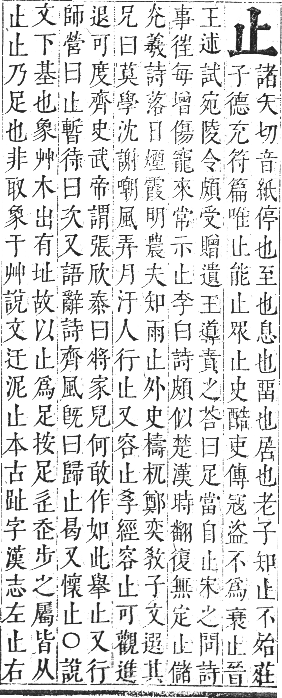 止諸矢切音紙停也至也息也畱也居也老子知止不殆莊
子德充符篇唯止能止眾止史酷吏傳寇盜不爲衰止晉
王述試宛陵令頗受贈遺王導責之荅曰足當自止宋之問詩
事徃每增傷寵來常示止李白詩頗似楚漢時翻復無定止儲
光羲詩落日煙霞明農夫知雨止外史檮杌鄭奕敎子文選其
兄曰莫學沈謝嘲風弄月汙人行止又容止孝經容止可觀進
退可度齊史武帝謂張欣泰曰將家兒何敢作如此舉止又行
師營曰止暫待曰次又語辭詩齊風旣曰歸止曷又懷止○說
文下基也象艸木出有址故以止爲足按足辵癶步之屬皆从
止止乃足也非取象于艸說文迂泥止本古趾字漢志左止右